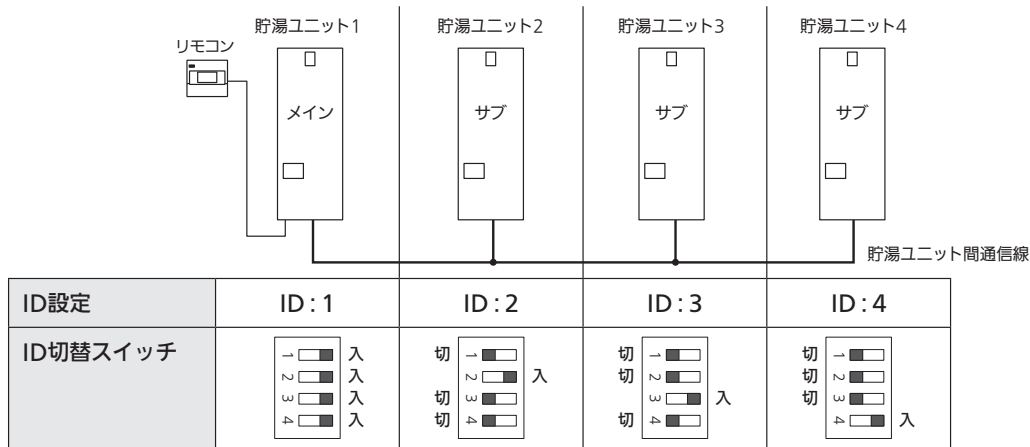 貯湯ユニット1 貯湯ユニット2 貯湯ユニット3 貯湯ユニット4
リモコン
メイン サブ サブ サブ
貯湯ユニット間通信線
ID設定 ID:1 ID:2 ID:3 ID:4
ID切替スイッチ
1 入 切 1 切 1 切 1
2 入 2 入 切 2 切 2
3 入 切 3 3 入 切 3
4 入 切 4 切 4 4 入